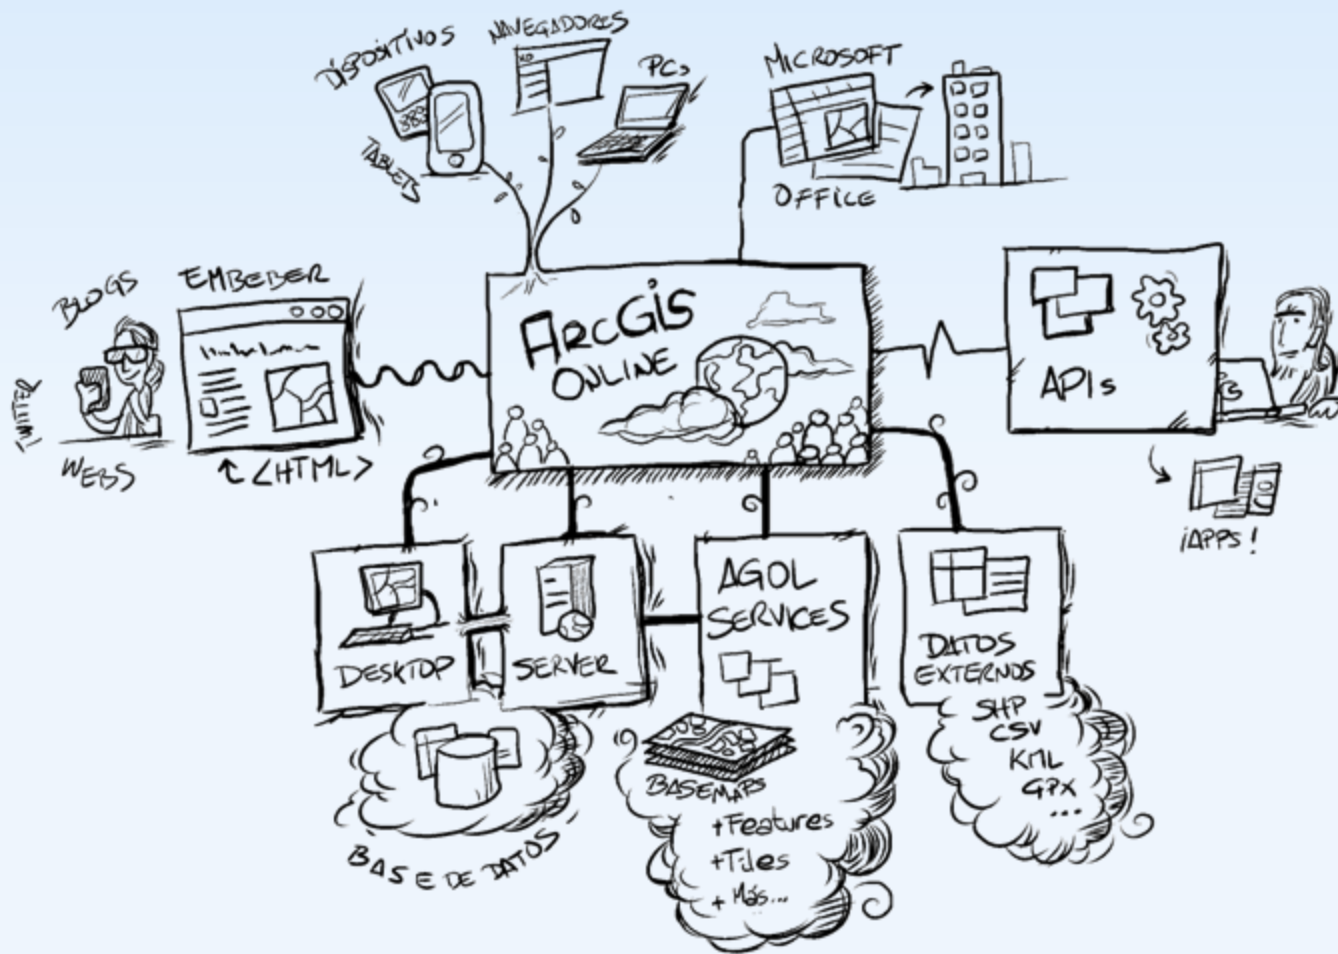 DISPOSITIVOS
TABLETS
NAVEGADORES
PCs
MICROSOFT
OFFICE
BLOGS
TWITTER
WEBS
EMBEBER
<HTML>
ARCGIS
ONLINE
APIs
¡APPS!
DESKTOP
SERVER
BASE DE DATOS
AGOL
SERVICES
BASEMAPS
+Features
+Tiles
+ Más...
DATOS
EXTERNOS
SHP
CSV
KML
GPX
...